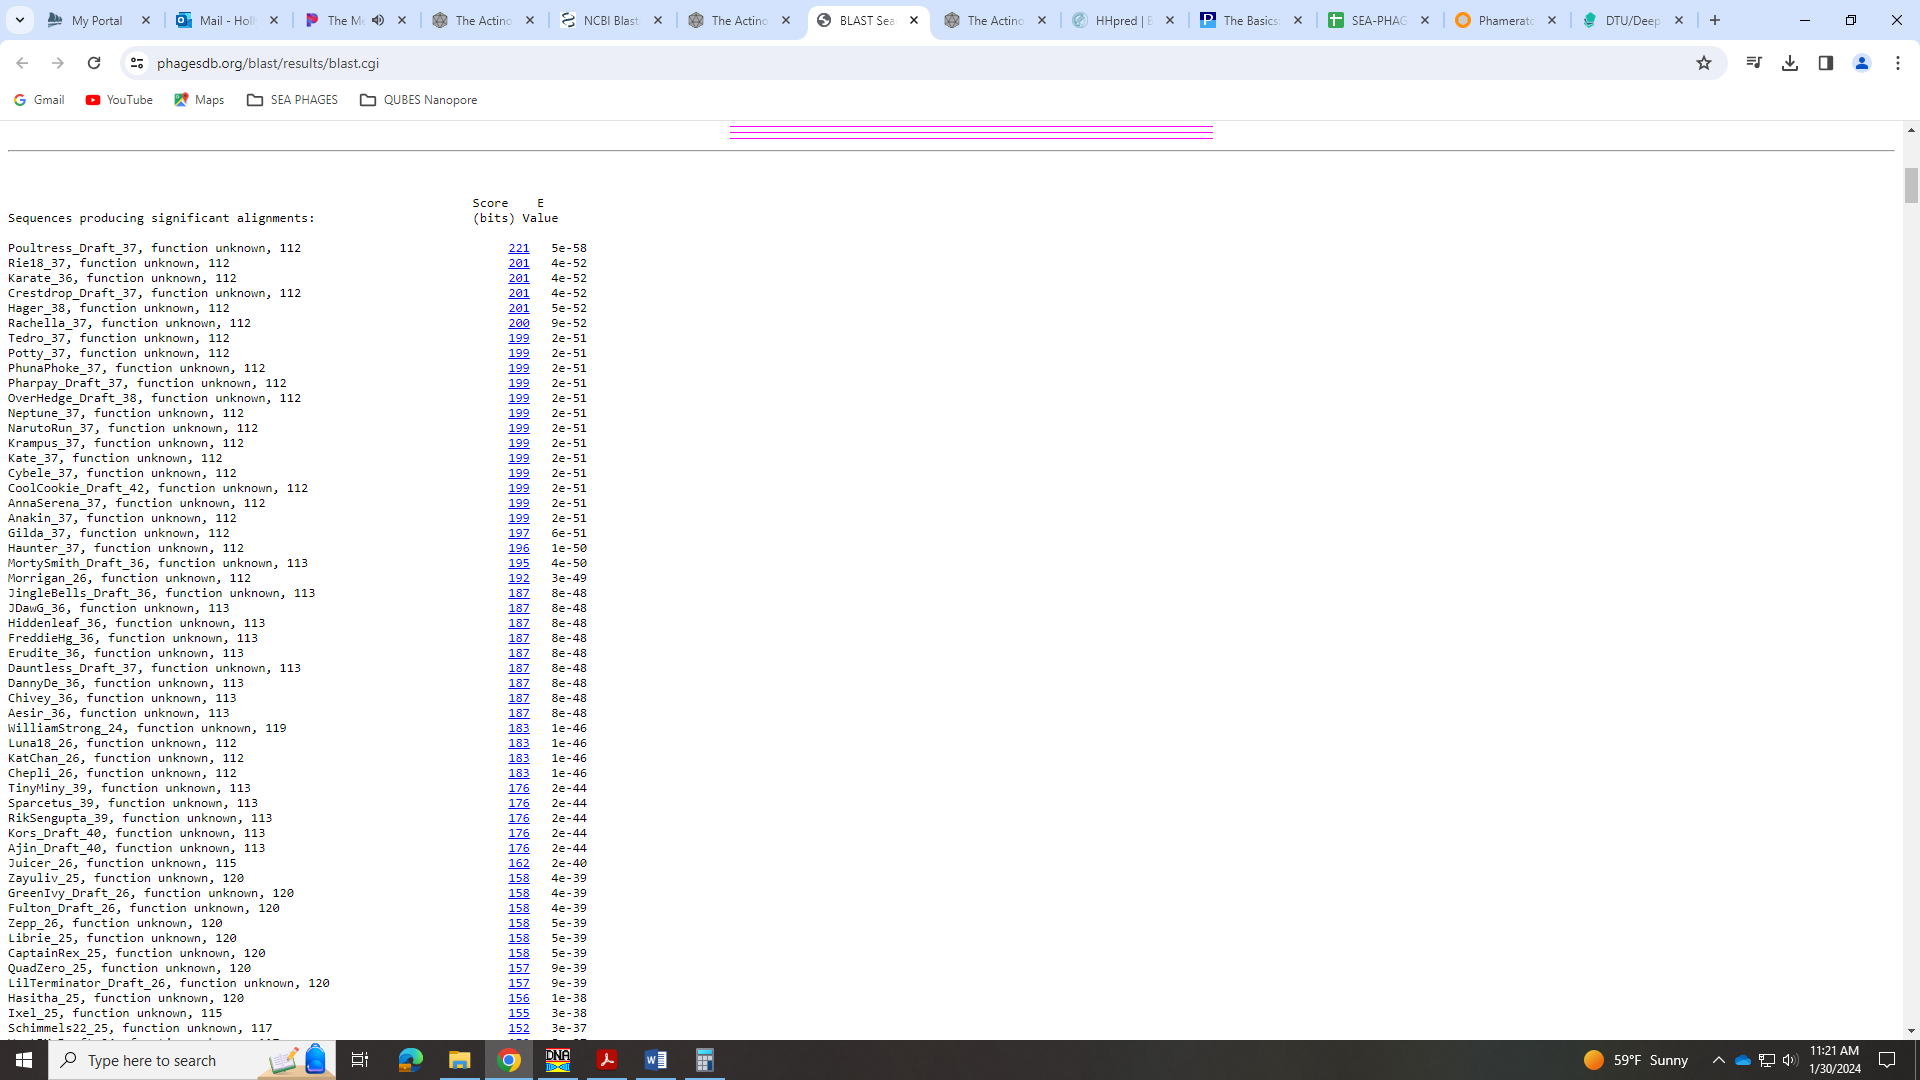 My Portal
Mail - Holl
The Me
The Actino
NCBI Blast
The Actino
BLAST Sea
The Actino
HHpred | B
The Basics
SEA-PHAG
Phamerato
DTU/Deep
phagesdb.org/blast/results/blast.cgi
Gmail YouTube Maps SEA PHAGES QUBES Nanopore
Score E
Sequences producing significant alignments: (bits) Value
Poultress_Draft_37, function unknown, 112 221 5e-58
Rie18_37, function unknown, 112 201 4e-52
Karate_36, function unknown, 112 201 4e-52
Crestdrop_Draft_37, function unknown, 112 201 4e-52
Hager_38, function unknown, 112 201 5e-52
Rachella_37, function unknown, 112 200 9e-52
Tedro_37, function unknown, 112 199 2e-51
Potty_37, function unknown, 112 199 2e-51
PhunaPhoke_37, function unknown, 112 199 2e-51
Pharpay_Draft_37, function unknown, 112 199 2e-51
OverHedge_Draft_38, function unknown, 112 199 2e-51
Neptune_37, function unknown, 112 199 2e-51
NarutoRun_37, function unknown, 112 199 2e-51
Krampus_37, function unknown, 112 199 2e-51
Kate_37, function unknown, 112 199 2e-51
Cybele_37, function unknown, 112 199 2e-51
CoolCookie_Draft_42, function unknown, 112 199 2e-51
AnnaSerena_37, function unknown, 112 199 2e-51
Anakin_37, function unknown, 112 199 2e-51
Gilda_37, function unknown, 112 197 6e-51
Haunter_37, function unknown, 112 196 1e-50
MortySmith_Draft_36, function unknown, 113 195 4e-50
Morrigan_26, function unknown, 112 192 3e-49
JingleBells_Draft_36, function unknown, 113 187 8e-48
JDawG_36, function unknown, 113 187 8e-48
Hiddenleaf_36, function unknown, 113 187 8e-48
FreddieHg_36, function unknown, 113 187 8e-48
Erudite_36, function unknown, 113 187 8e-48
Dauntless_Draft_37, function unknown, 113 187 8e-48
DannyDe_36, function unknown, 113 187 8e-48
Chivey_36, function unknown, 113 187 8e-48
Aesir_36, function unknown, 113 187 8e-48
WilliamStrong_24, function unknown, 119 183 1e-46
Luna18_26, function unknown, 112 183 1e-46
KatChan_26, function unknown, 112 183 1e-46
Chepli_26, function unknown, 112 183 1e-46
TinyMiny_39, function unknown, 113 176 2e-44
Sparcetus_39, function unknown, 113 176 2e-44
RikSengupta_39, function unknown, 113 176 2e-44
Kors_Draft_40, function unknown, 113 176 2e-44
Ajin_Draft_40, function unknown, 113 176 2e-44
Juicer_26, function unknown, 115 162 2e-40
Zayuliv_25, function unknown, 120 158 4e-39
GreenIvy_Draft_26, function unknown, 120 158 4e-39
Fulton_Draft_26, function unknown, 120 158 4e-39
Zepp_26, function unknown, 120 158 5e-39
Librie_25, function unknown, 120 158 5e-39
CaptainRex_25, function unknown, 120 158 5e-39
QuadZero_25, function unknown, 120 157 9e-39
LilTerminator_Draft_26, function unknown, 120 157 9e-39
Hasitha_25, function unknown, 120 156 1e-38
Ixel_25, function unknown, 115 155 3e-38
Schimmels22_25, function unknown, 117 152 3e-37
Type here to search
DNA
59°F Sunny
11:21 AM
1/30/2024